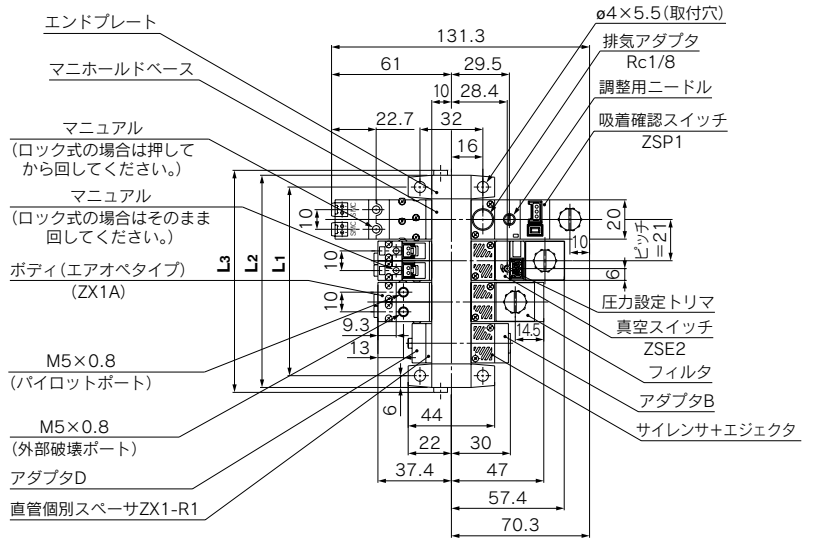 エンドプレート
マニホールドベース
マニュアル
(ロック式の場合は押して
から回してください。)
マニュアル
(ロック式の場合はそのまま
回してください。)
ボディ(エアオペタイプ)
(ZX1A)
M5×0.8
(パイロットポート)
M5×0.8
(外部破壊ポート)
アダプタD
直管個別スペーサZX1-R1
131.3
61
29.5
10
28.4
22.7
32
16
10
10
10
L3
L2
L1
9.3
13
6
44
22
30
37.4
47
57.4
70.3
14.5
20
ピッチ
=21
10
6
ø4×5.5(取付穴)
排気アダプタ
Rc1/8
調整用ニードル
吸着確認スイッチ
ZSP1
圧力設定トリマ
真空スイッチ
ZSE2
フィルタ
アダプタB
サイレンサ+エジェクタ